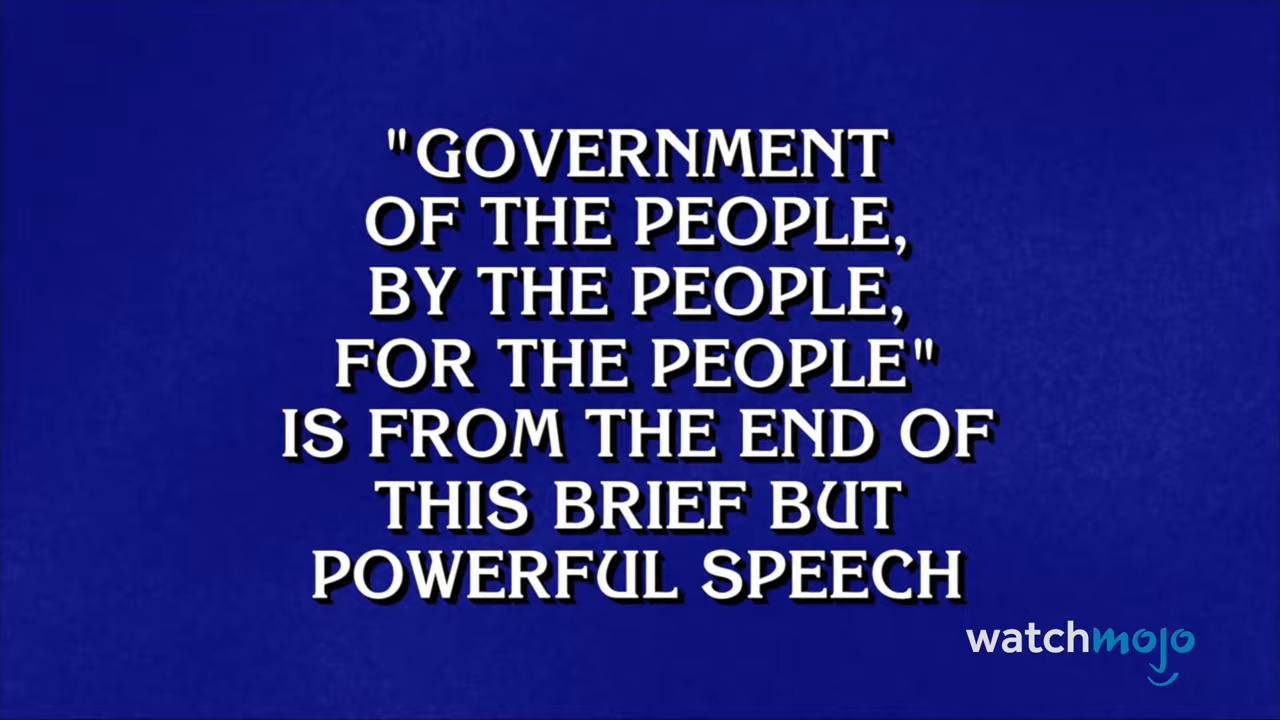 "GOVERNMENT
OF THE PEOPLE,
BY THE PEOPLE,
FOR THE PEOPLE"
IS FROM THE END OF
THIS BRIEF BUT
POWERFUL SPEECH
watchmojo